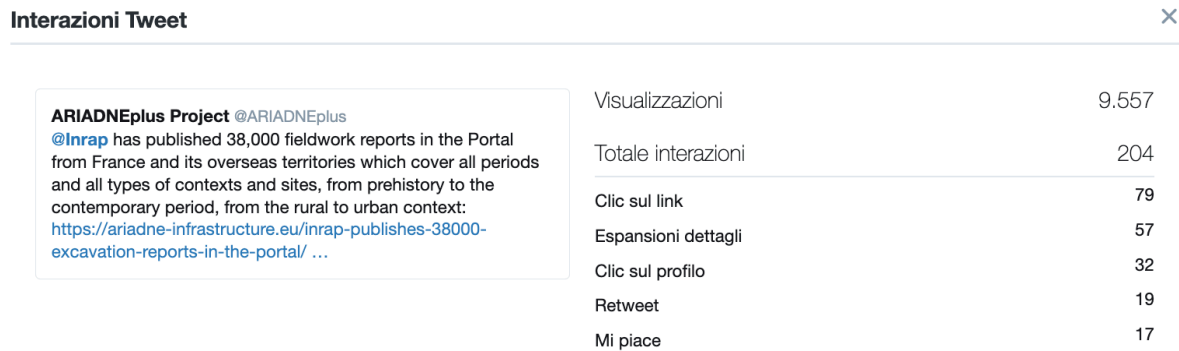 Interazioni Tweet
ARIADNEplus Project @ARIADNEplus
@Inrap has published 38,000 fieldwork reports in the Portal
from France and its overseas territories which cover all periods
and all types of contexts and sites, from prehistory to the
contemporary period, from the rural to urban context:
https://ariadne-infrastructure.eu/inrap-publishes-38000-
excavation-reports-in-the-portal/ …
Visualizzazioni 9.557
Totale interazioni 204
Clic sul link 79
Espansioni dettagli 57
Clic sul profilo 32
Retweet 19
Mi piace 17